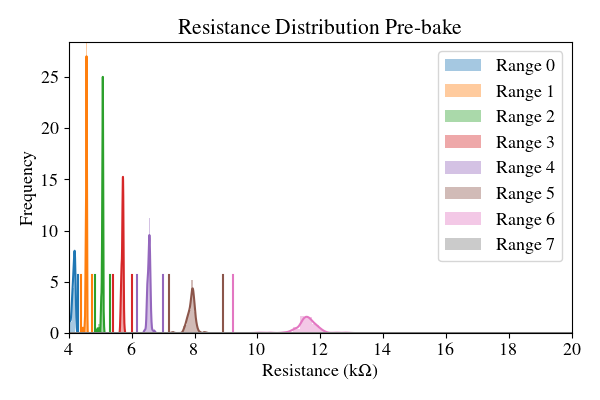 Resistance Distribution Pre-bake
Frequency
25
20
15
10
5
0
4 6 8 10 12 14 16 18 20
Resistance (kΩ)
Range 0
Range 1
Range 2
Range 3
Range 4
Range 5
Range 6
Range 7